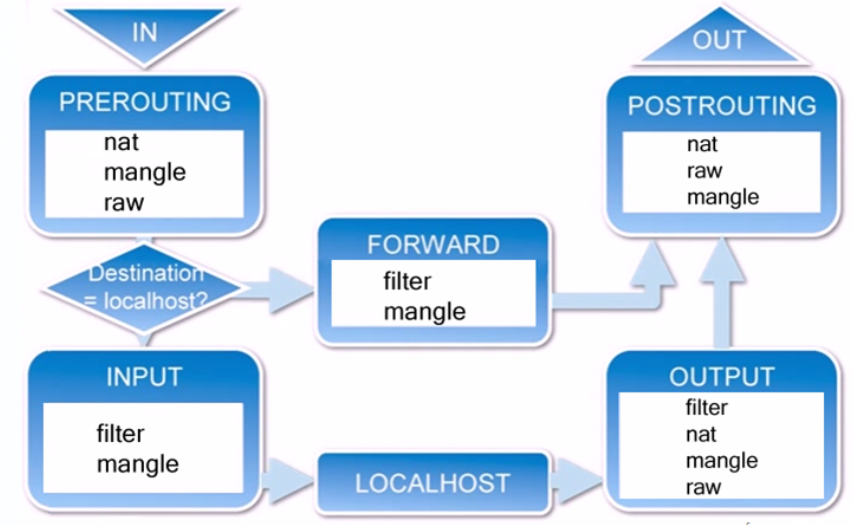 IN
PREROUTING
nat
mangle
raw
Destination
= localhost?
FORWARD
filter
mangle
OUT
POSTROUTING
nat
raw
mangle
INPUT
filter
mangle
LOCALHOST
OUTPUT
filter
nat
mangle
raw